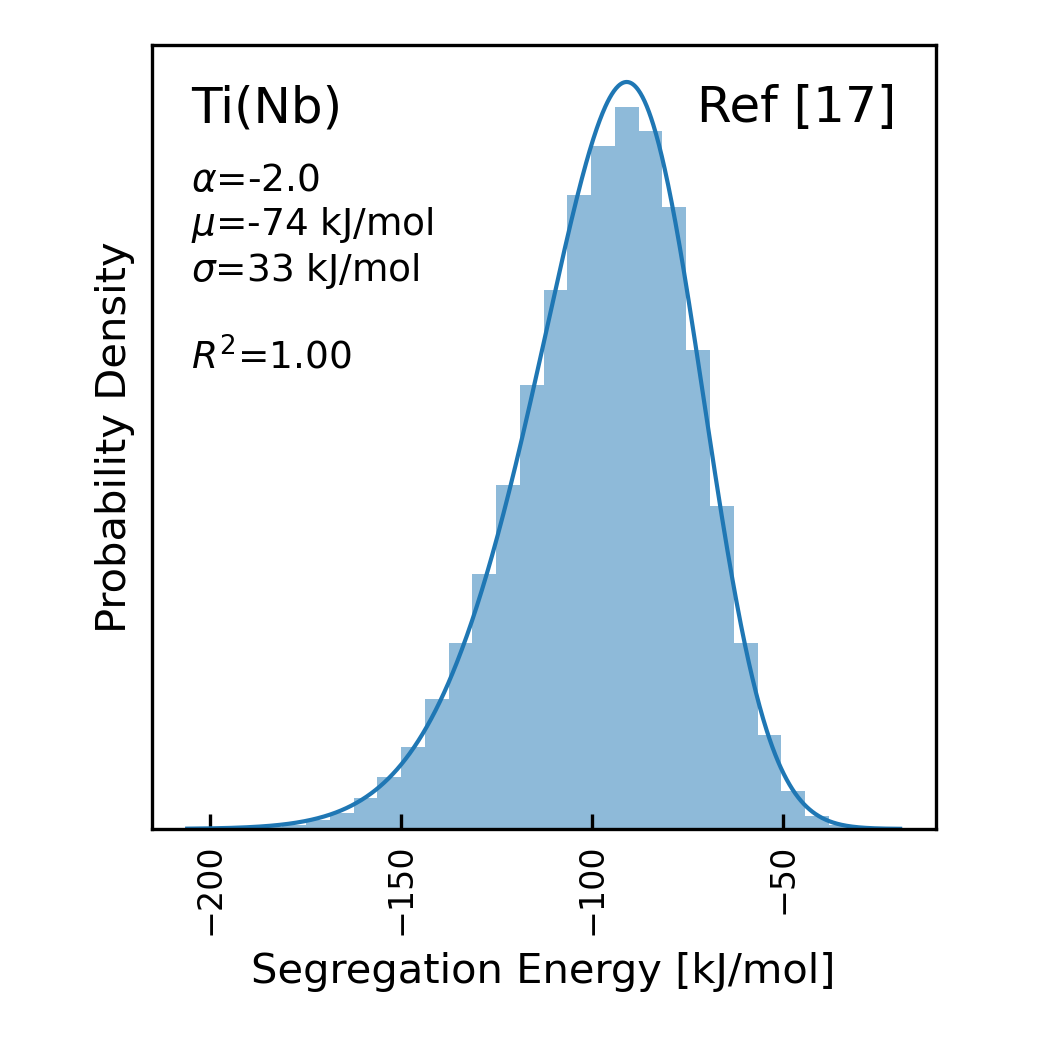 Ti(Nb)
Ref [17]
α=-2.0
μ=-74 kJ/mol
σ=33 kJ/mol
R²=1.00
Probability Density
−200
−150
−100
−50
Segregation Energy [kJ/mol]